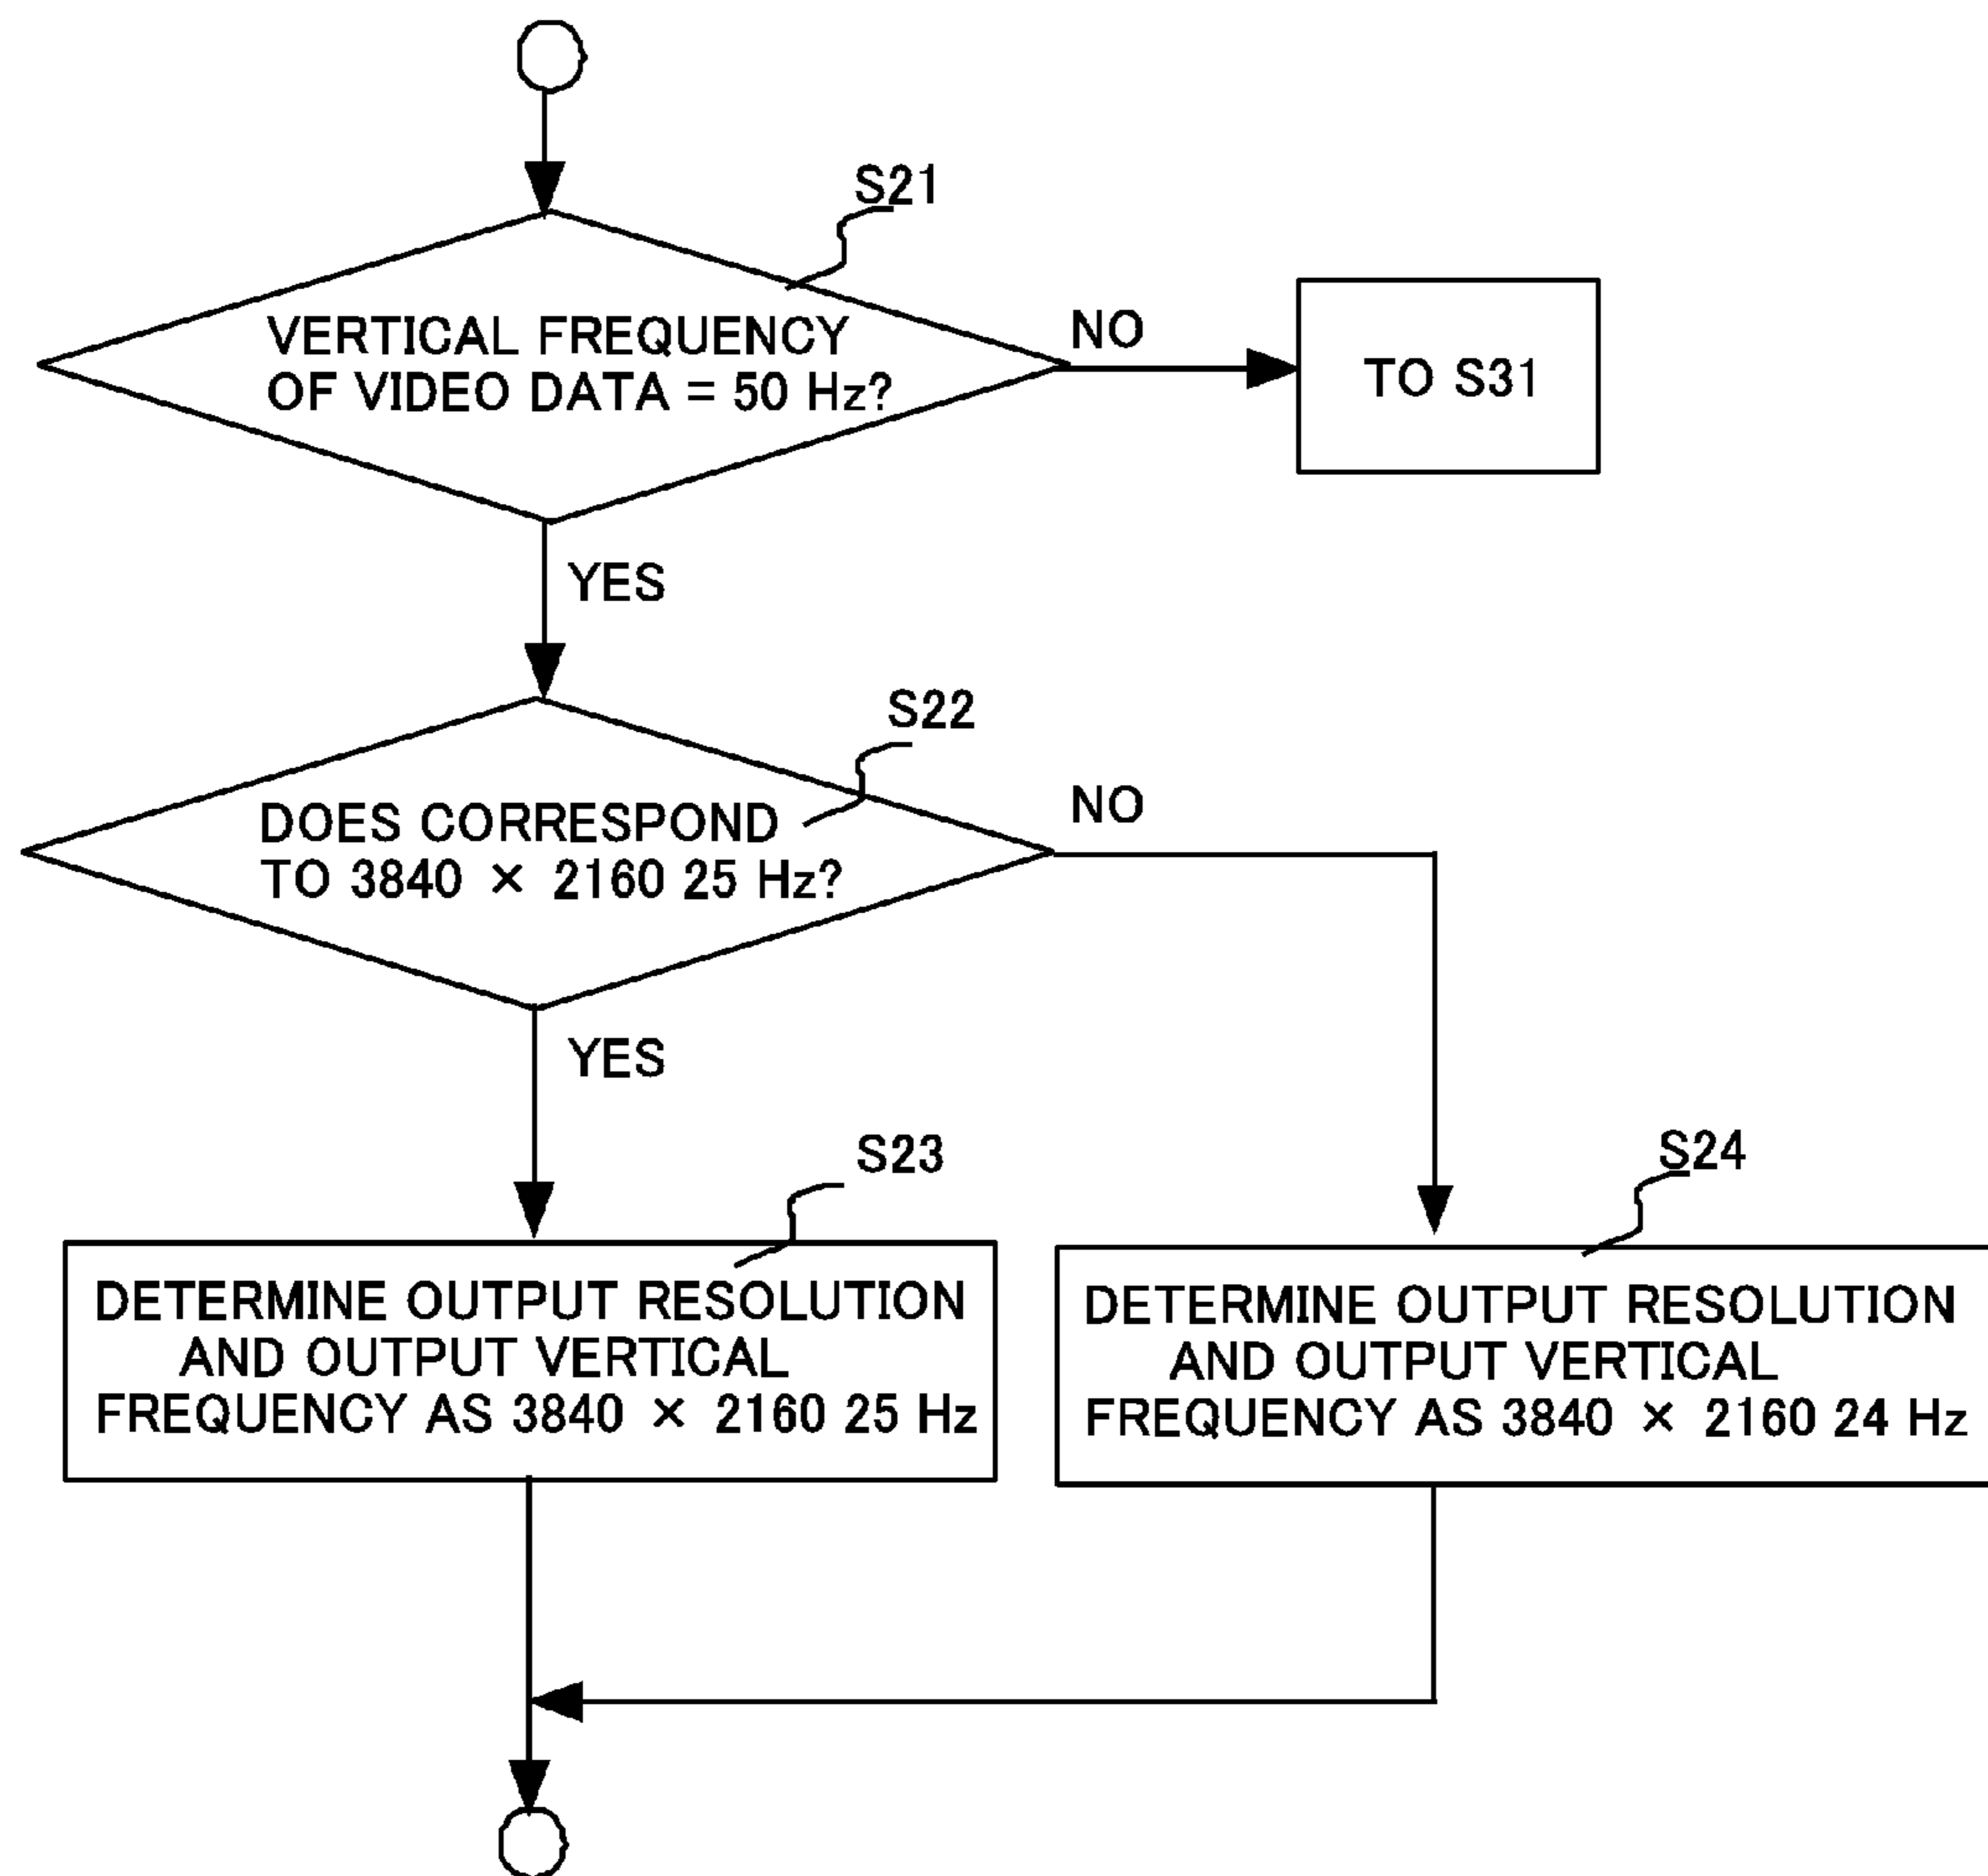 S21
VERTICAL FREQUENCY
OF VIDEO DATA = 50 Hz?
NO
TO S31
YES
S22
DOES CORRESPOND
TO 3840 × 2160 25 Hz?
NO
YES
S23
DETERMINE OUTPUT RESOLUTION
AND OUTPUT VERTICAL
FREQUENCY AS 3840 × 2160 25 Hz
S24
DETERMINE OUTPUT RESOLUTION
AND OUTPUT VERTICAL
FREQUENCY AS 3840 × 2160 24 Hz